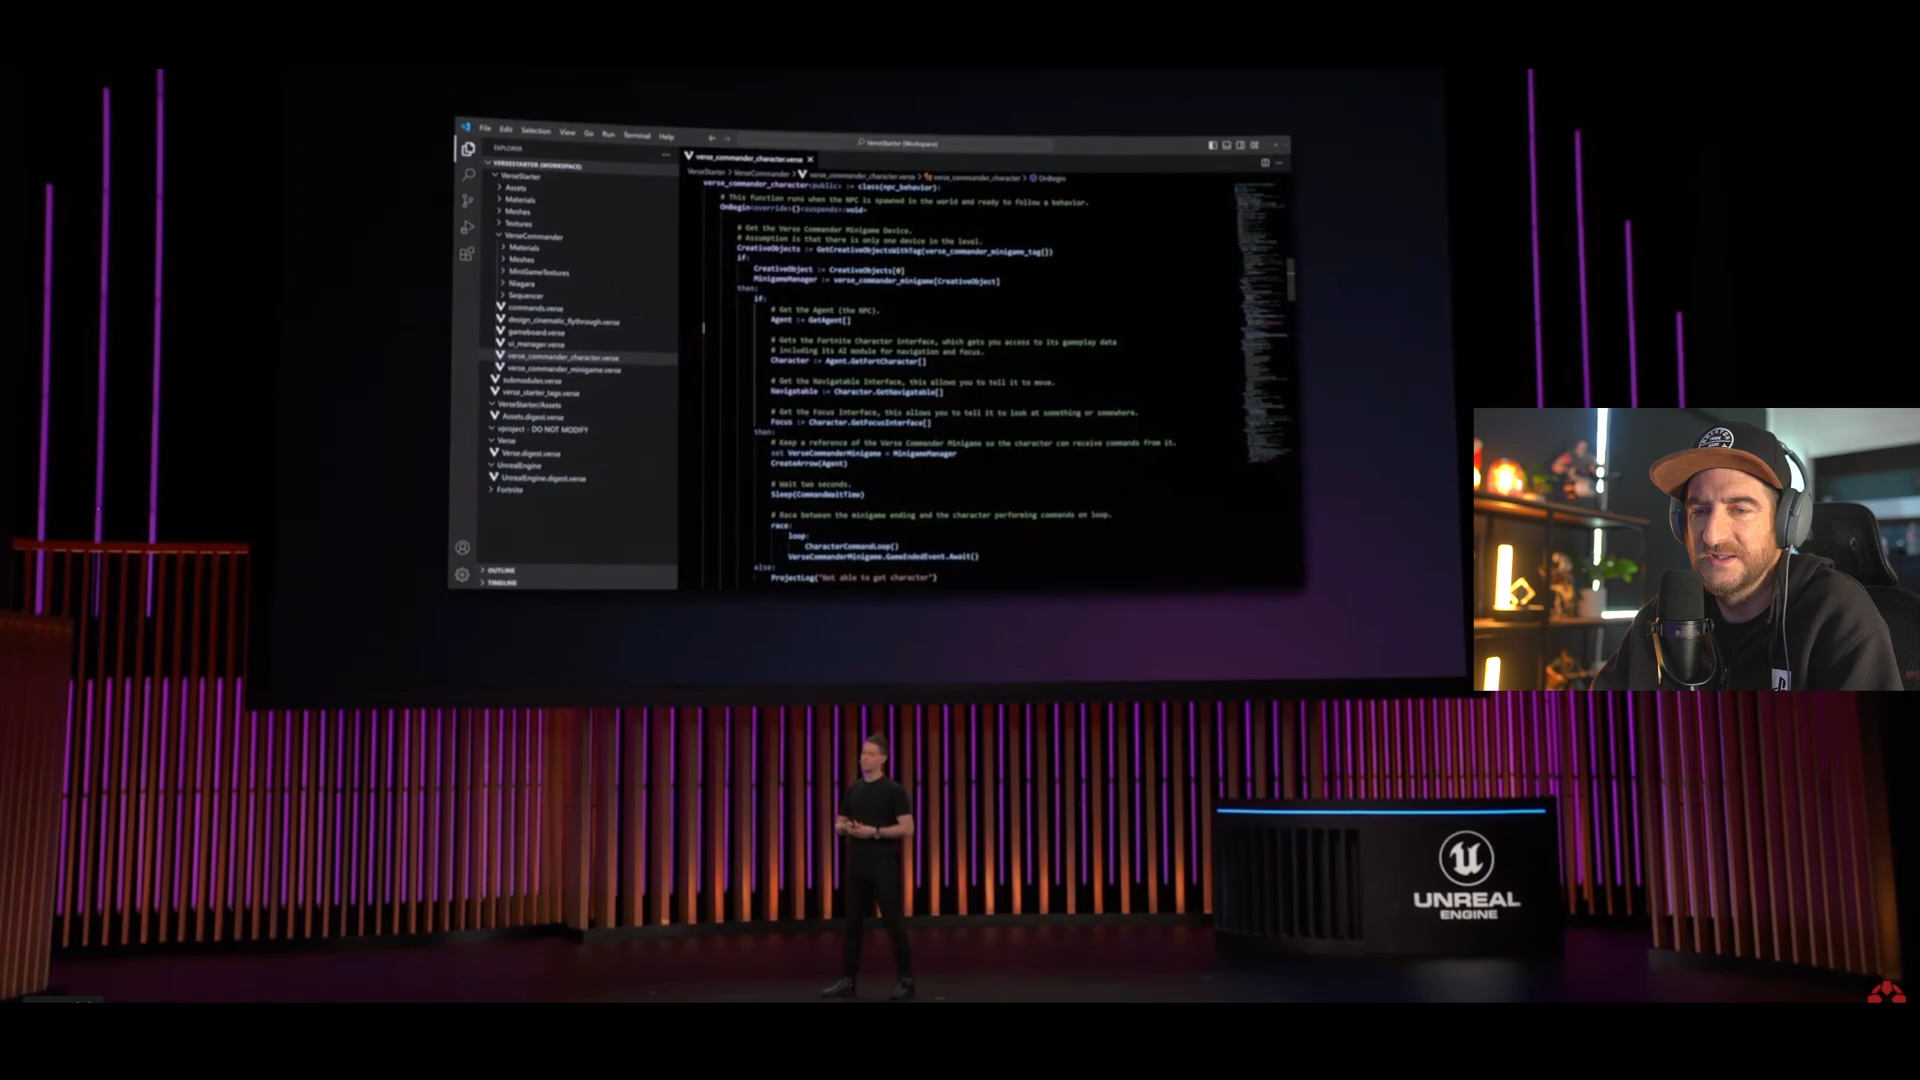 File Edit Selection View Go Run Terminal Help
VerseStarter (Workspace)
EXPLORER
VERSESTARTER (WORKSPACE)
VerseStarter
Assets
Materials
Meshes
Textures
VerseCommander
Materials
Meshes
MiniGameTextures
Niagara
Sequencer
commands.verse
design_cinematic_flythrough.verse
gameboard.verse
ui_manager.verse
verse_commander_character.verse
verse_commander_minigame.verse
submodules.verse
verse_starter_tags.verse
VerseStarter/Assets
Assets.digest.verse
vproject - DO NOT MODIFY
Verse
Verse.digest.verse
UnrealEngine
UnrealEngine.digest.verse
Fortnite
OUTLINE
TIMELINE
verse_commander_character.verse
VerseStarter > VerseCommander > verse_commander_character.verse > verse_commander_character > OnBegin
verse_commander_character<public> := class(npc_behavior):
# This function runs when the NPC is spawned in the world and ready to follow a behavior.
OnBegin<override>()<suspends>:void=
# Get the Verse Commander Minigame Device.
# Assumption is that there is only one device in the level.
CreativeObjects := GetCreativeObjectsWithTag(verse_commander_minigame_tag{})
if:
CreativeObject := CreativeObjects[0]
MinigameManager := verse_commander_minigame[CreativeObject]
then:
if:
# Get the Agent (the NPC).
Agent := GetAgent[]
# Gets the Fortnite Character interface, which gets you access to its gameplay data
# including its AI module for navigation and focus.
Character := Agent.GetFortCharacter[]
# Get the Navigatable Interface, this allows you to tell it to move.
Navigatable := Character.GetNavigatable[]
# Get the Focus Interface, this allows you to tell it to look at something or somewhere.
Focus := Character.GetFocusInterface[]
then:
# Keep a reference of the Verse Commander Minigame so the character can receive commands from it.
set VerseCommanderMinigame = MinigameManager
CreateArrow(Agent)
# Wait two seconds.
Sleep(CommandWaitTime)
# Race between the minigame ending and the character performing commands on loop.
race:
loop:
CharacterCommandLoop()
VerseCommanderMinigame.GameEndedEvent.Await()
else:
ProjectLog("Not able to get character")
UNREAL
ENGINE